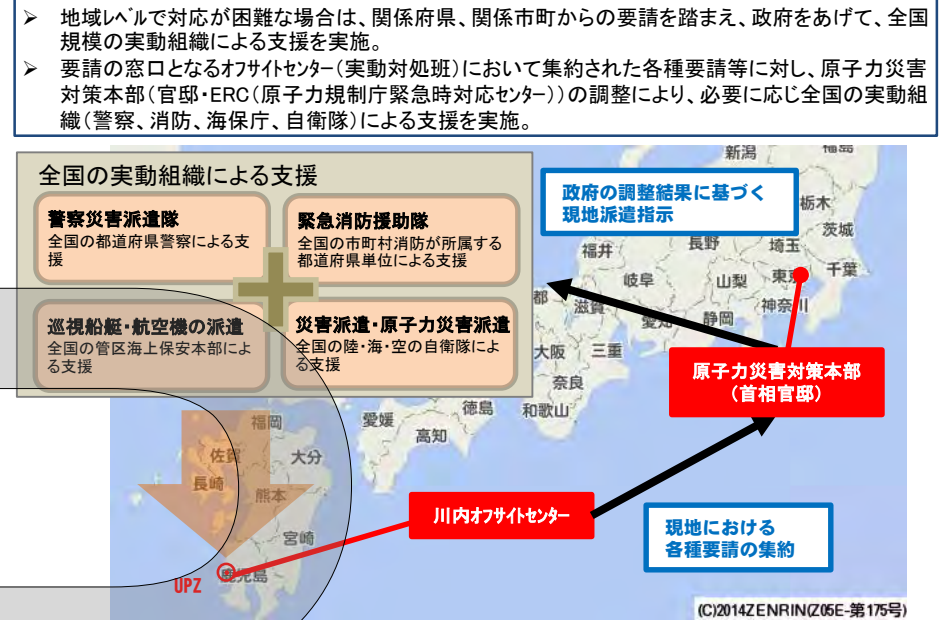 ➢ 地域レベルで対応が困難な場合は、関係府県、関係市町からの要請を踏まえ、政府をあげて、全国
規模の実動組織による支援を実施。
➢ 要請の窓口となるオフサイトセンター（実動対処班）において集約された各種要請等に対し、原子力災害
対策本部（官邸・ERC（原子力規制庁緊急時対応センター））の調整により、必要に応じ全国の実動組
織（警察、消防、海保庁、自衛隊）による支援を実施。
全国の実動組織による支援
警察災害派遣隊
全国の都道府県警察による支
援
緊急消防援助隊
全国の市町村消防が所属する
都道府県単位による支援
巡視船艇・航空機の派遣
全国の管区海上保安本部によ
る支援
災害派遣・原子力災害派遣
全国の陸・海・空の自衛隊によ
る支援
政府の調整結果に基づく
現地派遣指示
新潟
福島
栃木
茨城
福井
長野
埼玉
岐阜
山梨
東京
千葉
都
滋賀
愛知
静岡
神奈川
大阪
三重
奈良
和歌山
徳島
愛媛
高知
福岡
佐賀
大分
長崎
熊本
宮崎
鹿児島
原子力災害対策本部
（首相官邸）
川内オフサイトセンター
現地における
各種要請の集約
UPZ
(C)2014ZENRIN(Z05E-第175号)